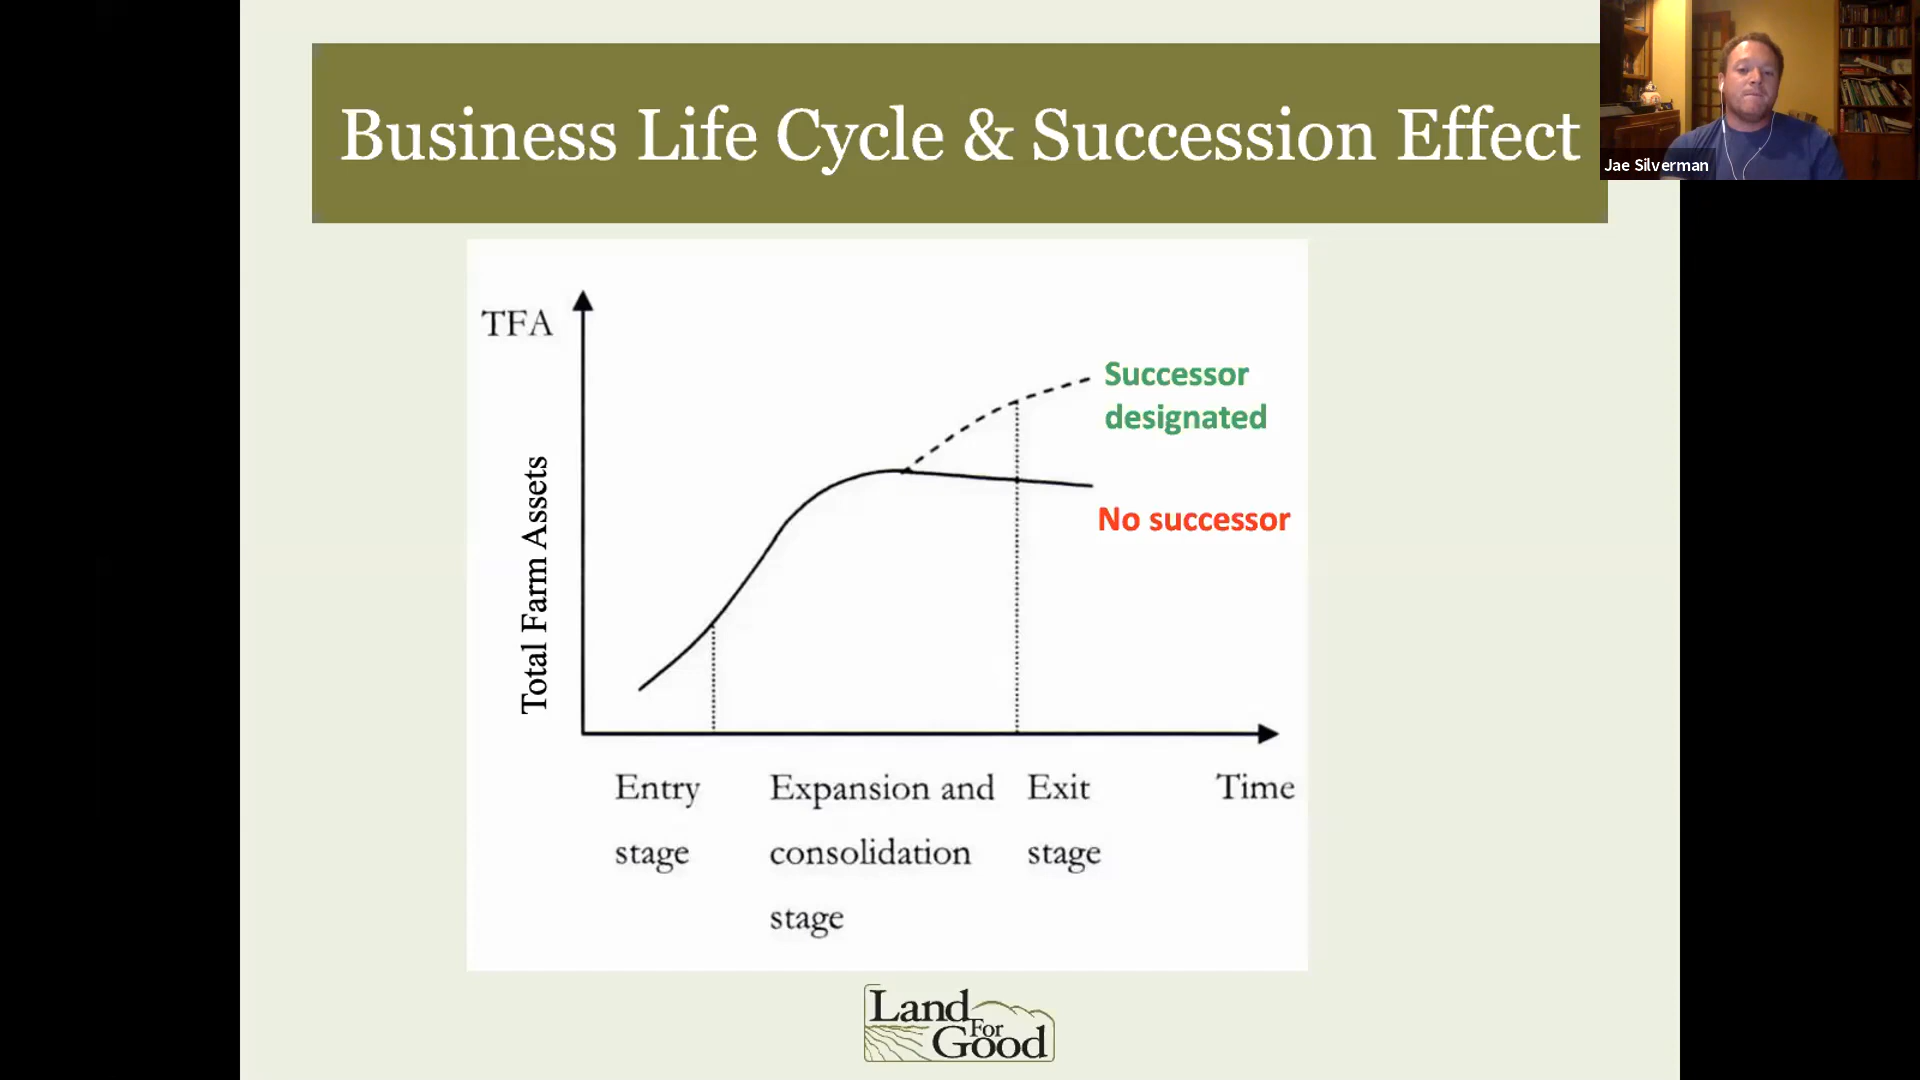 Business Life Cycle & Succession Effect
Jae Silverman
TFA
Total Farm Assets
Successor
designated
No successor
Entry
stage
Expansion and
consolidation
stage
Exit
stage
Time
Land
For
Good